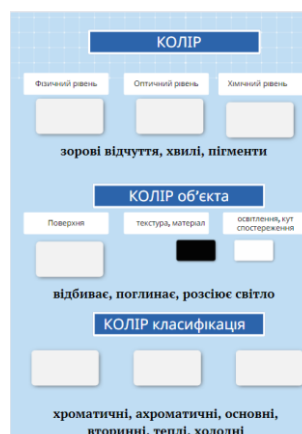 КОЛІР
Фізичний рівень Оптичний рівень Хімічний рівень
зорові відчуття, хвилі, пігменти
КОЛІР об'єкта
Поверхня текстура, матеріал освітлення, кут
спостереження
відбиває, поглинає, розсіює світло
КОЛІР класифікація
хроматичні, ахроматичні, основні,
вторинні, теплі, холодні